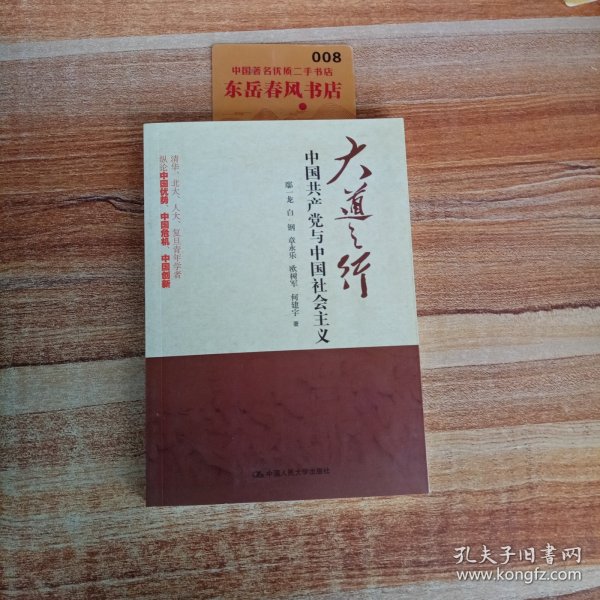 008
中国著名优质二手书店
东岳春风书店
大道之行
中国共产党与中国社会主义
鄢一龙 白钢 章永乐 欧树军 何建宇 著
清华、北大、人大、复旦青年学者
纵论中国优势、中国危机、中国创新
中国人民大学出版社
孔夫子旧书网
www.kongfz.com